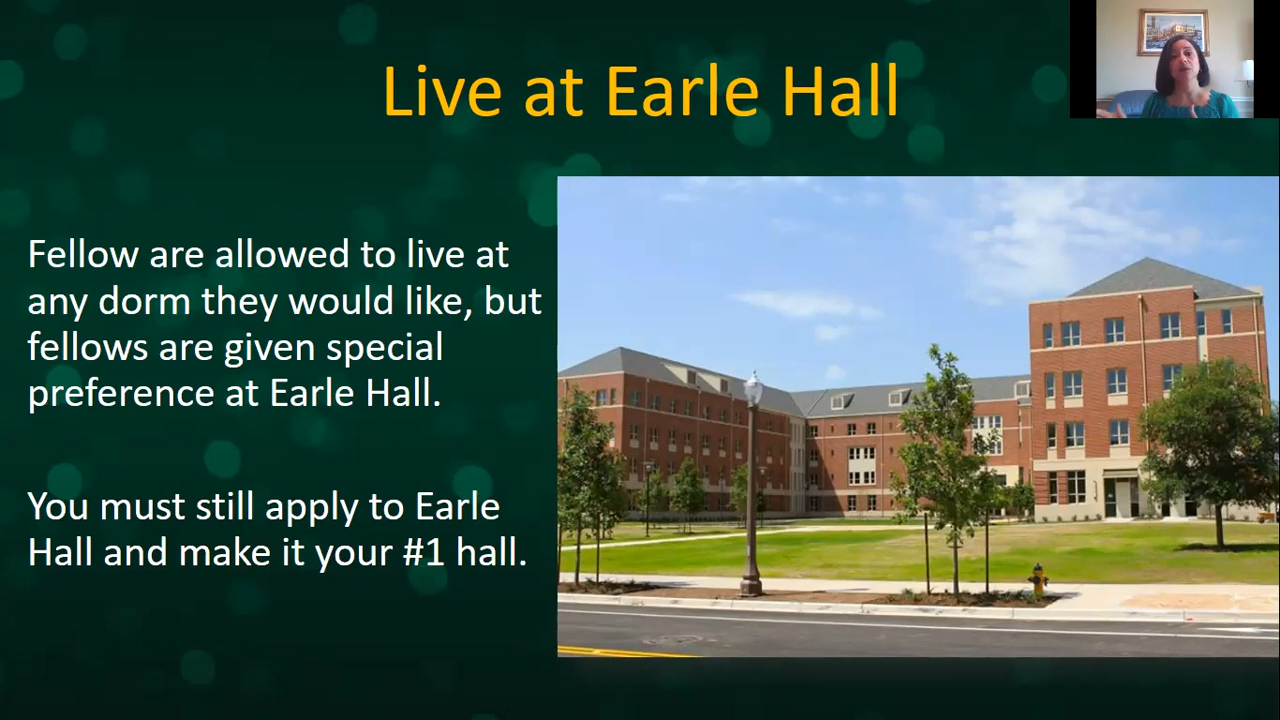 Live at Earle Hall
Fellow are allowed to live at
any dorm they would like, but
fellows are given special
preference at Earle Hall.
You must still apply to Earle
Hall and make it your #1 hall.